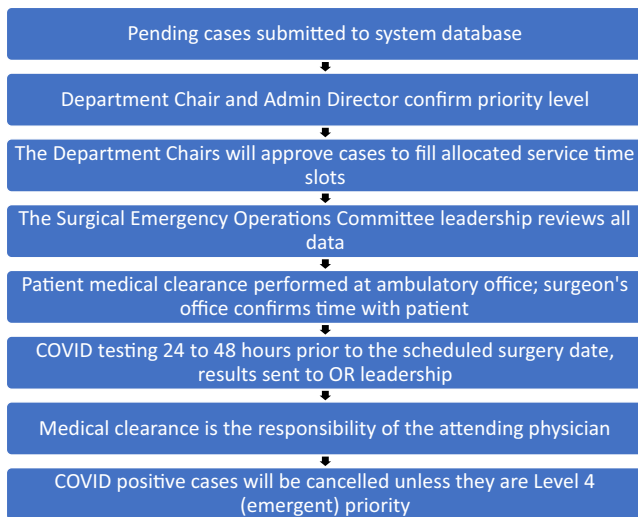 Pending cases submitted to system database
Department Chair and Admin Director confirm priority level
The Department Chairs will approve cases to fill allocated service time
slots
The Surgical Emergency Operations Committee leadership reviews all
data
Patient medical clearance performed at ambulatory office; surgeon's
office confirms time with patient
COVID testing 24 to 48 hours prior to the scheduled surgery date,
results sent to OR leadership
Medical clearance is the responsibility of the attending physician
COVID positive cases will be cancelled unless they are Level 4
(emergent) priority